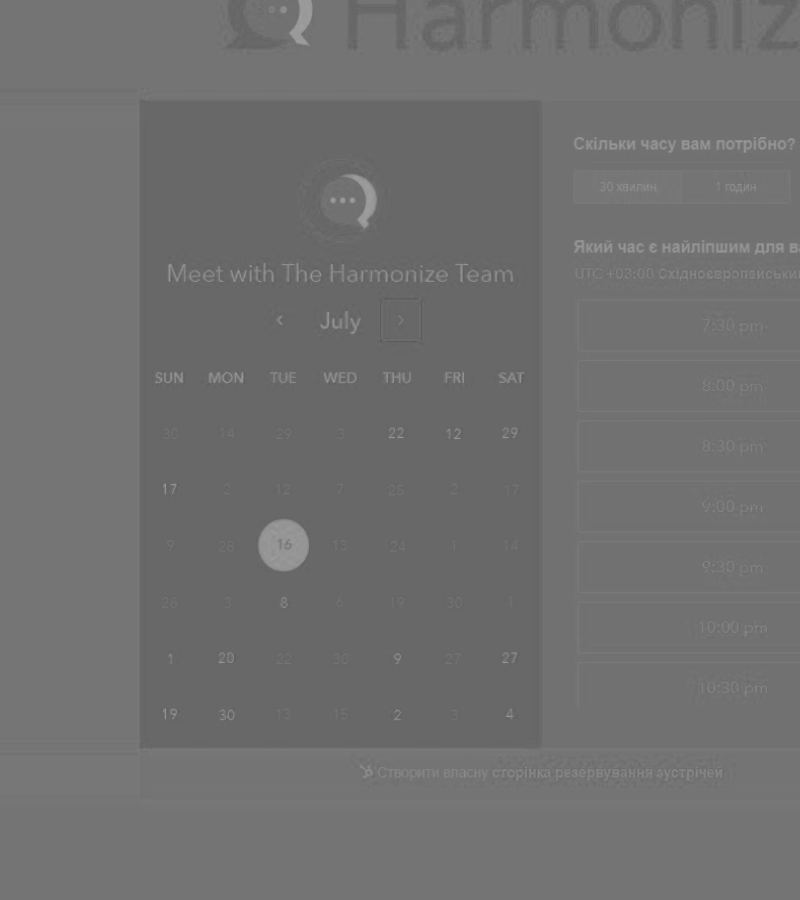 Harmoniz
Meet with The Harmonize Team
July
SUN MON TUE WED THU FRI SAT
30 14 29 3 22 12 29
17 2 12 7 25 2 17
9 28 16 13 24 1 14
28 3 8 6 19 30 1
1 20 22 30 9 27 27
19 30 13 15 2 3 4
Скільки часу вам потрібно?
30 хвилин 1 годин
Який час є найліпшим для ва
UTC +03:00 Східноєвропейськи
7:30 pm
8:00 pm
8:30 pm
9:00 pm
9:30 pm
10:00 pm
10:30 pm
Створити власну сторінка резервування зустрічей